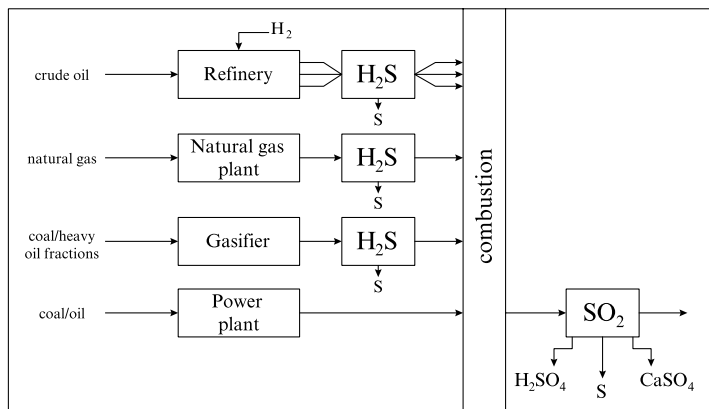 H₂
crude oil
Refinery
H₂S
S
natural gas
Natural gas
plant
H₂S
S
coal/heavy
oil fractions
Gasifier
H₂S
S
coal/oil
Power
plant
combustion
SO₂
H₂SO₄
S
CaSO₄